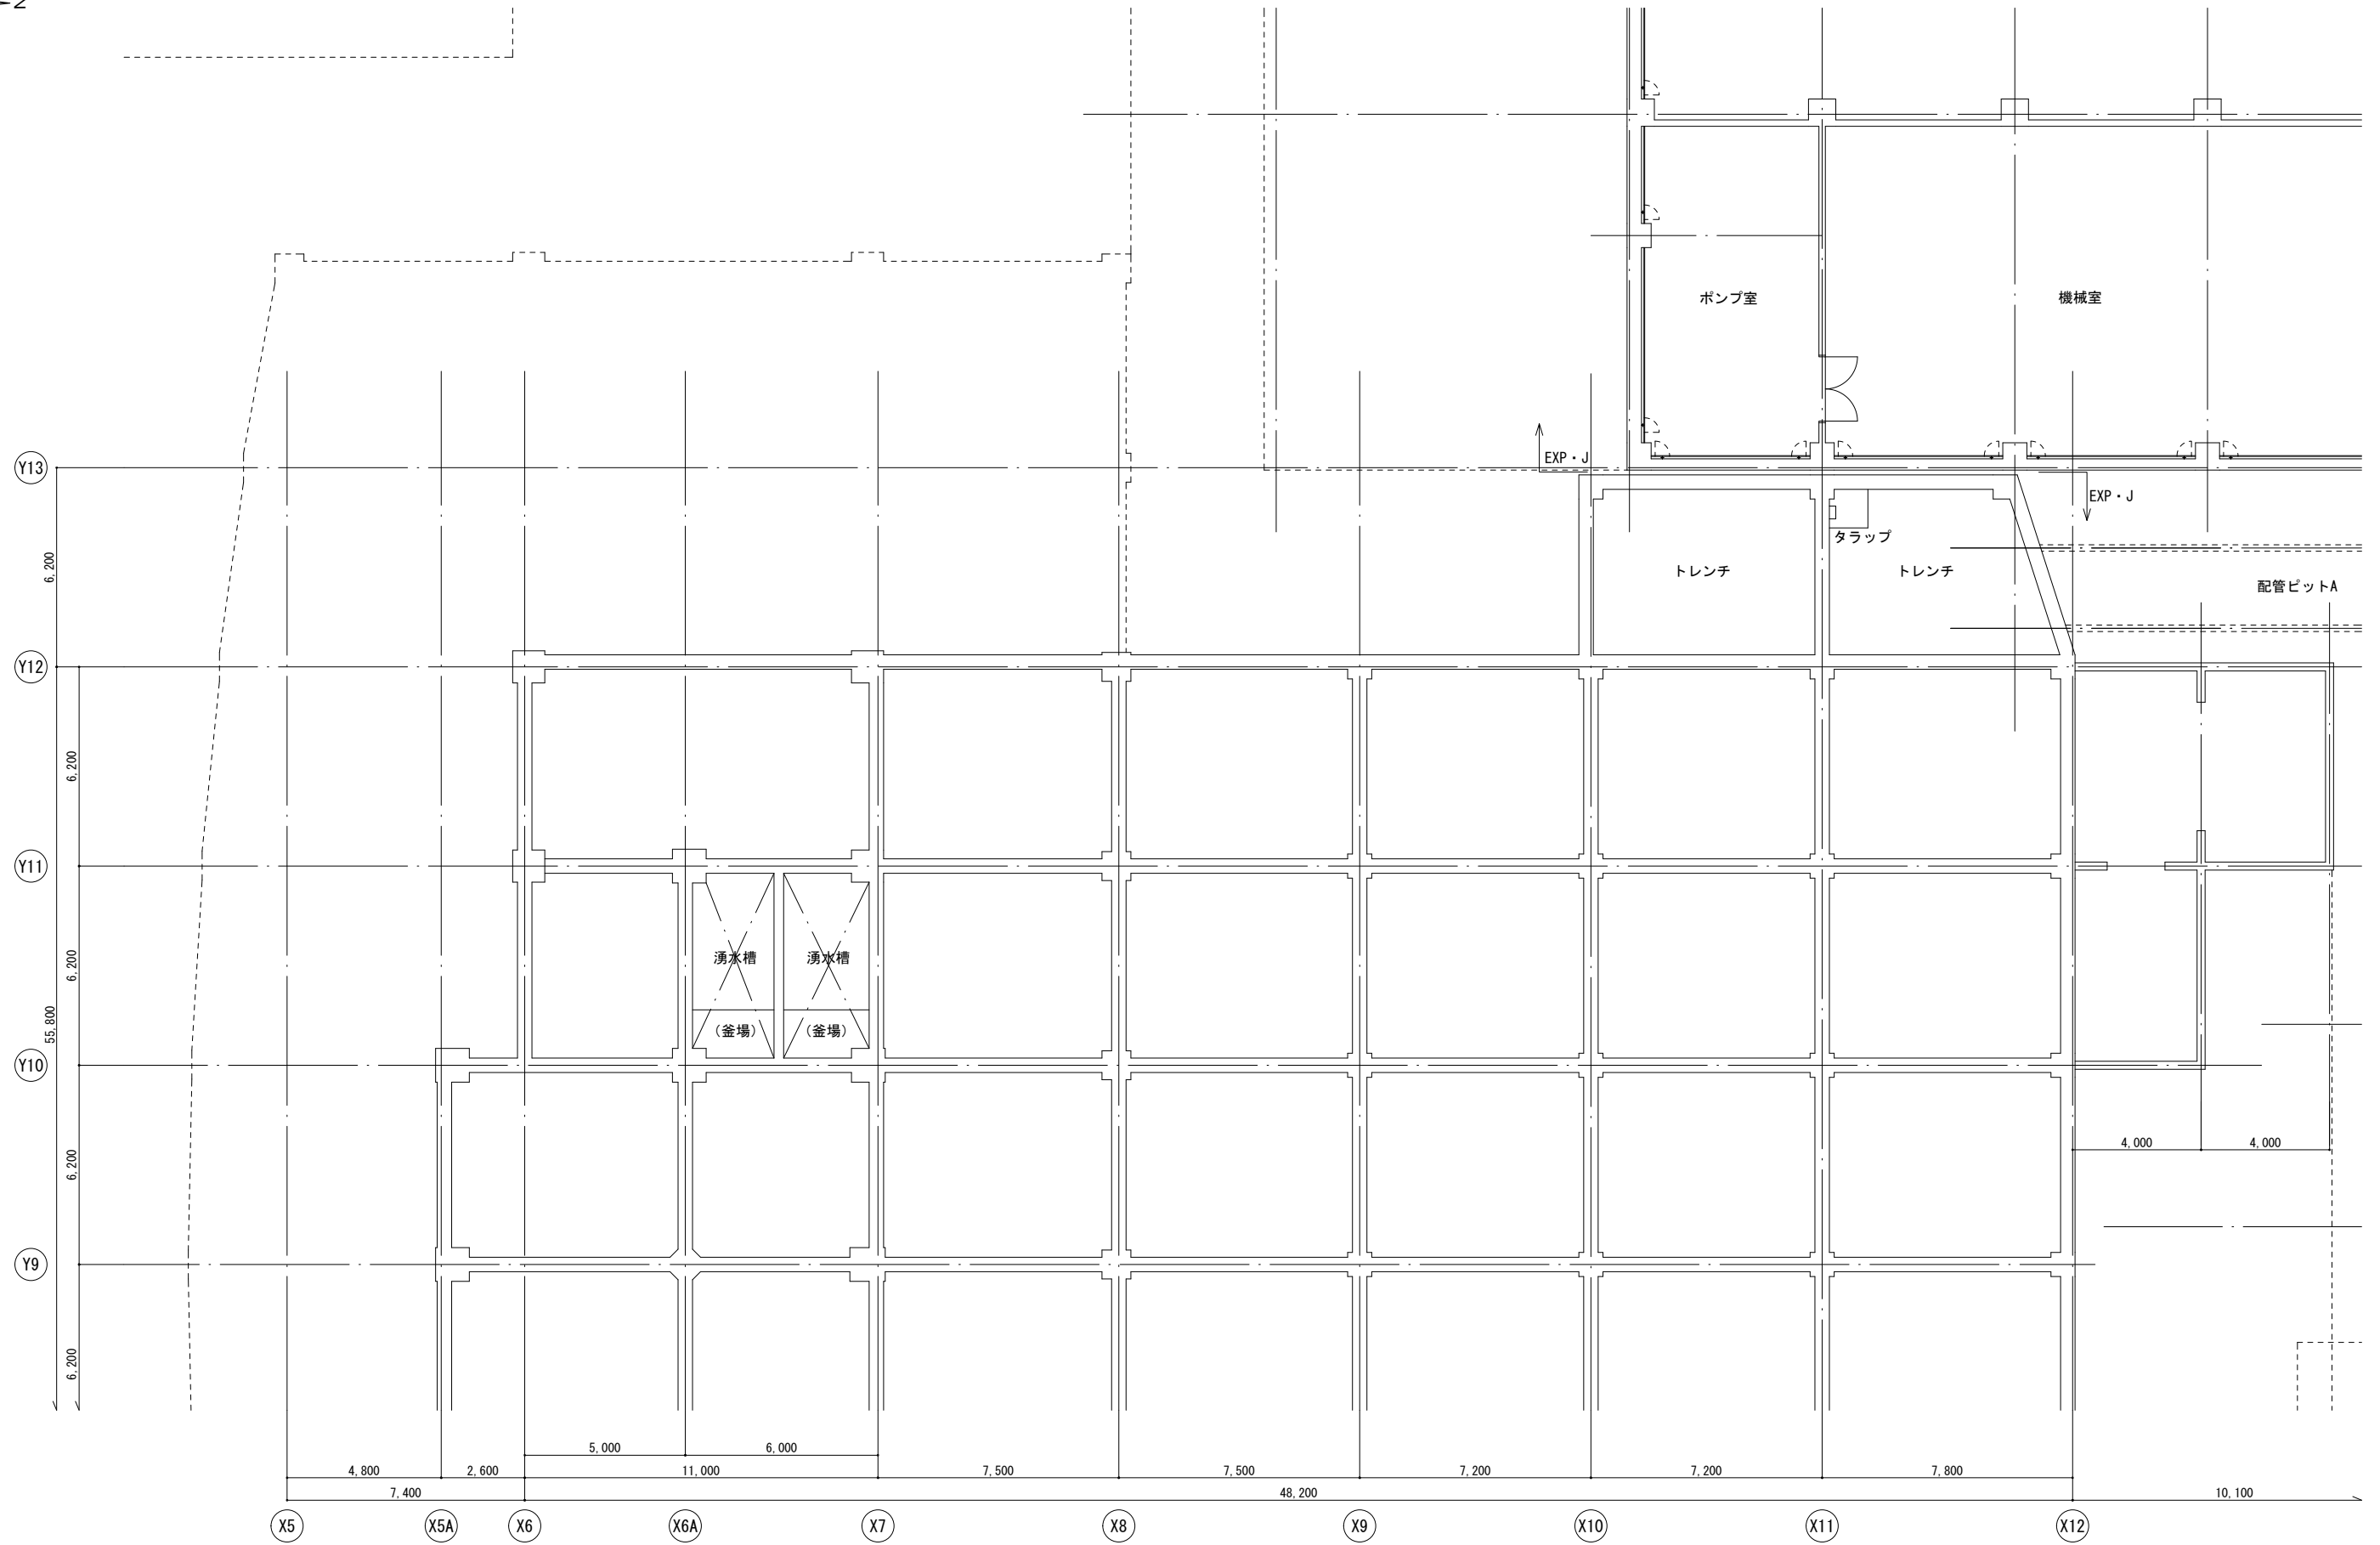 ポンプ室
機械室
EXP・J
EXP・J
タラップ
トレンチ
トレンチ
配管ピットA
Y13
6,200
Y12
6,200
Y11
湧水槽
湧水槽
6,200
55,800
(釜場)
(釜場)
Y10
4,000
4,000
6,200
Y9
6,200
5,000
6,000
4,800
2,600
11,000
7,500
7,500
7,200
7,200
7,800
7,400
48,200
10,100
X5
X5A
X6
X6A
X7
X8
X9
X10
X11
X12